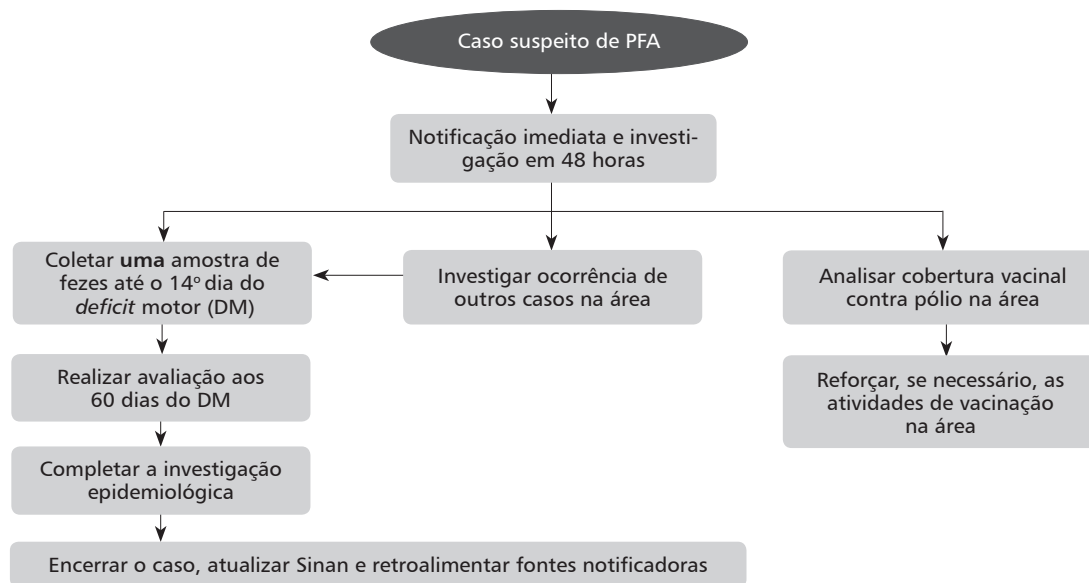 Caso suspeito de PFA
Notificação imediata e investi-
gação em 48 horas
Coletar uma amostra de
fezes até o 14º dia do
deficit motor (DM)
Investigar ocorrência de
outros casos na área
Analisar cobertura vacinal
contra pólio na área
Realizar avaliação aos
60 dias do DM
Reforçar, se necessário, as
atividades de vacinação
na área
Completar a investigação
epidemiológica
Encerrar o caso, atualizar Sinan e retroalimentar fontes notificadoras